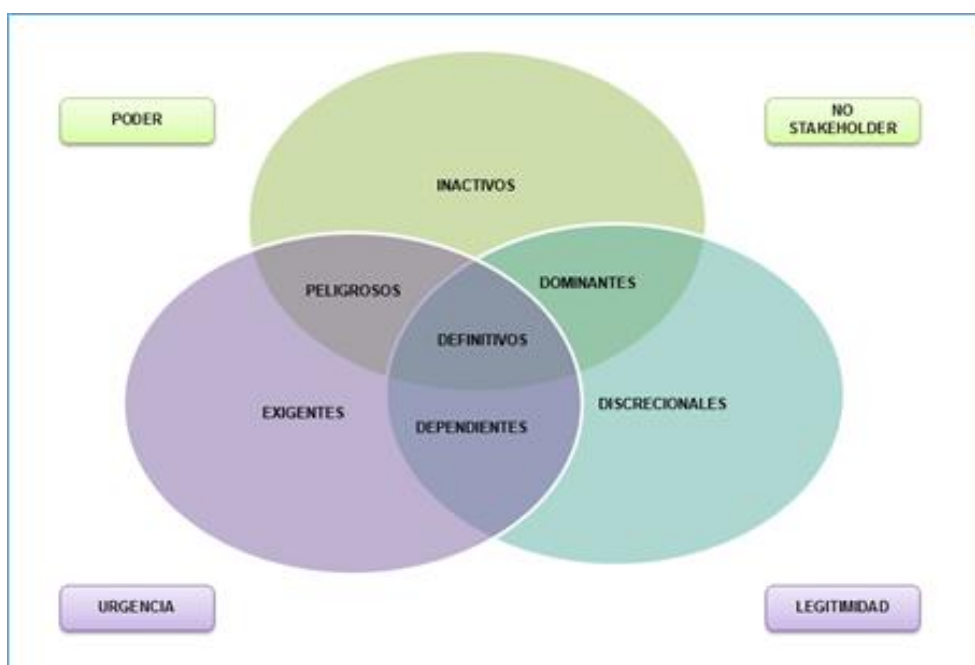 PODER
NO
STAKEHOLDER
INACTIVOS
PELIGROSOS
DOMINANTES
DEFINITIVOS
EXIGENTES
DISCRECIONALES
DEPENDIENTES
URGENCIA
LEGITIMIDAD